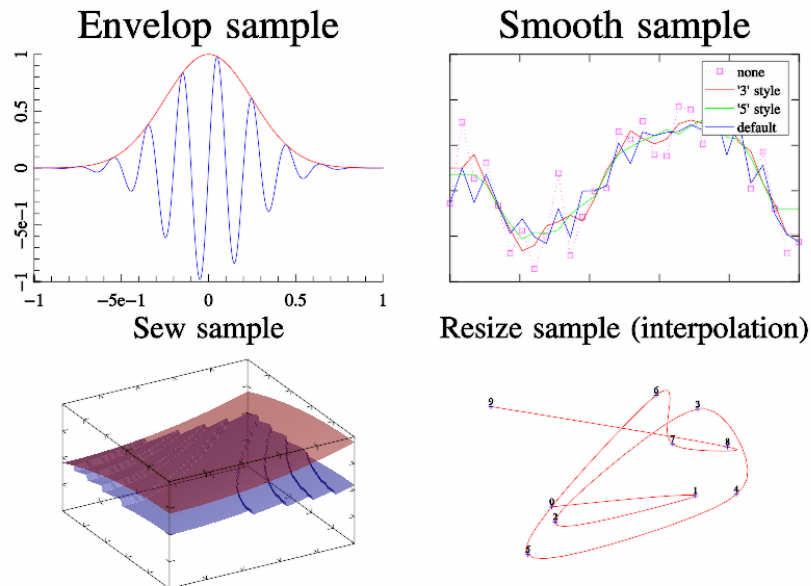 Envelop sample
Smooth sample
1
0.5
0
−5e−1
−1
−1
−5e−1
0
0.5
1
none
'3' style
'5' style
default
Sew sample
Resize sample (interpolation)
9
6
3
7
8
0
1
4
2
5